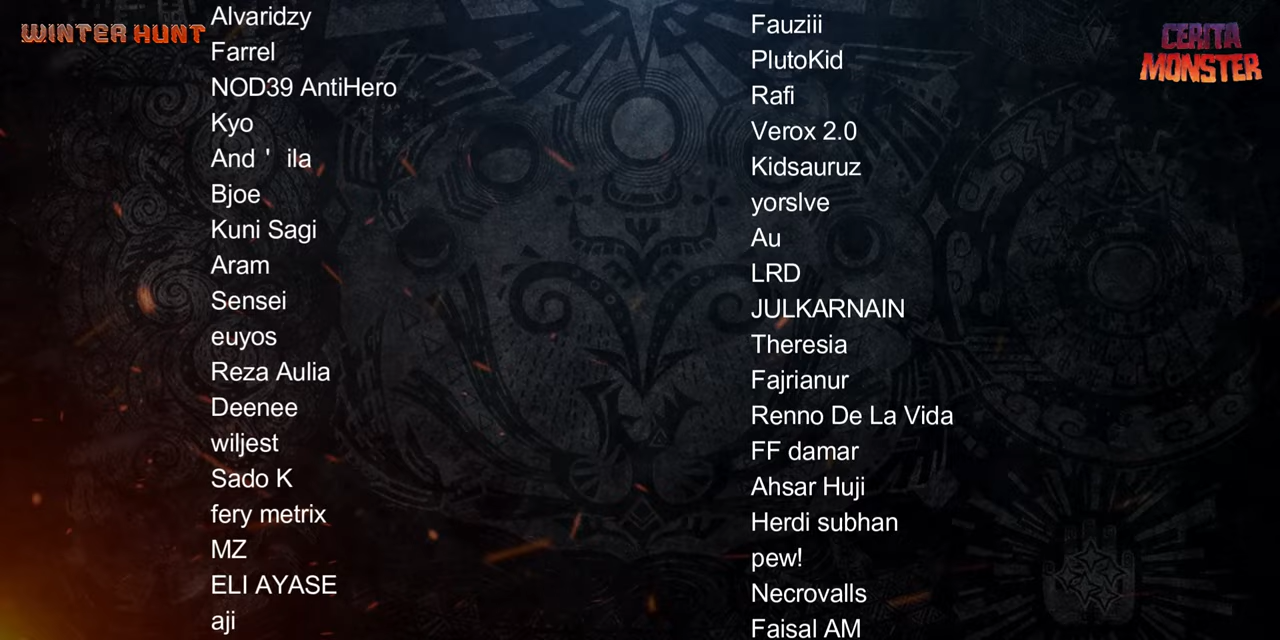 WINTER HUNT
Alvaridzy
Farrel
NOD39 AntiHero
Kyo
And ' ila
Bjoe
Kuni Sagi
Aram
Sensei
euyos
Reza Aulia
Deenee
wiljest
Sado K
fery metrix
MZ
ELI AYASE
aji
Fauziii
PlutoKid
Rafi
Verox 2.0
Kidsauruz
yorslve
Au
LRD
JULKARNAIN
Theresia
Fajrianur
Renno De La Vida
FF damar
Ahsar Huji
Herdi subhan
pew!
Necrovalls
Faisal AM
CERITA
MONSTER